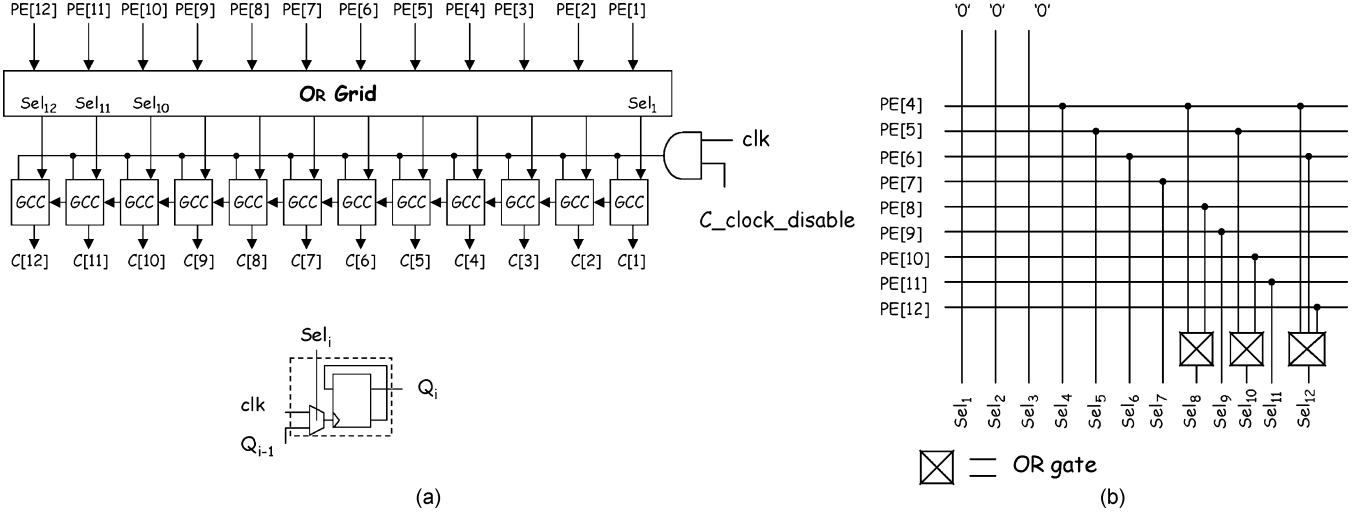 PE[12] PE[11] PE[10] PE[9] PE[8] PE[7] PE[6] PE[5] PE[4] PE[3] PE[2] PE[1]
OR Grid
Sel12 Sel11 Sel10 Sel1
clk
GCC GCC GCC GCC GCC GCC GCC GCC GCC GCC GCC GCC
C_clock_disable
C[12] C[11] C[10] C[9] C[8] C[7] C[6] C[5] C[4] C[3] C[2] C[1]
Seli
clk
Qi
Qi-1
(a)
'0' '0' '0'
PE[4]
PE[5]
PE[6]
PE[7]
PE[8]
PE[9]
PE[10]
PE[11]
PE[12]
Sel1 Sel2 Sel3 Sel4 Sel5 Sel6 Sel7 Sel8 Sel9 Sel10 Sel11 Sel12
OR gate
(b)